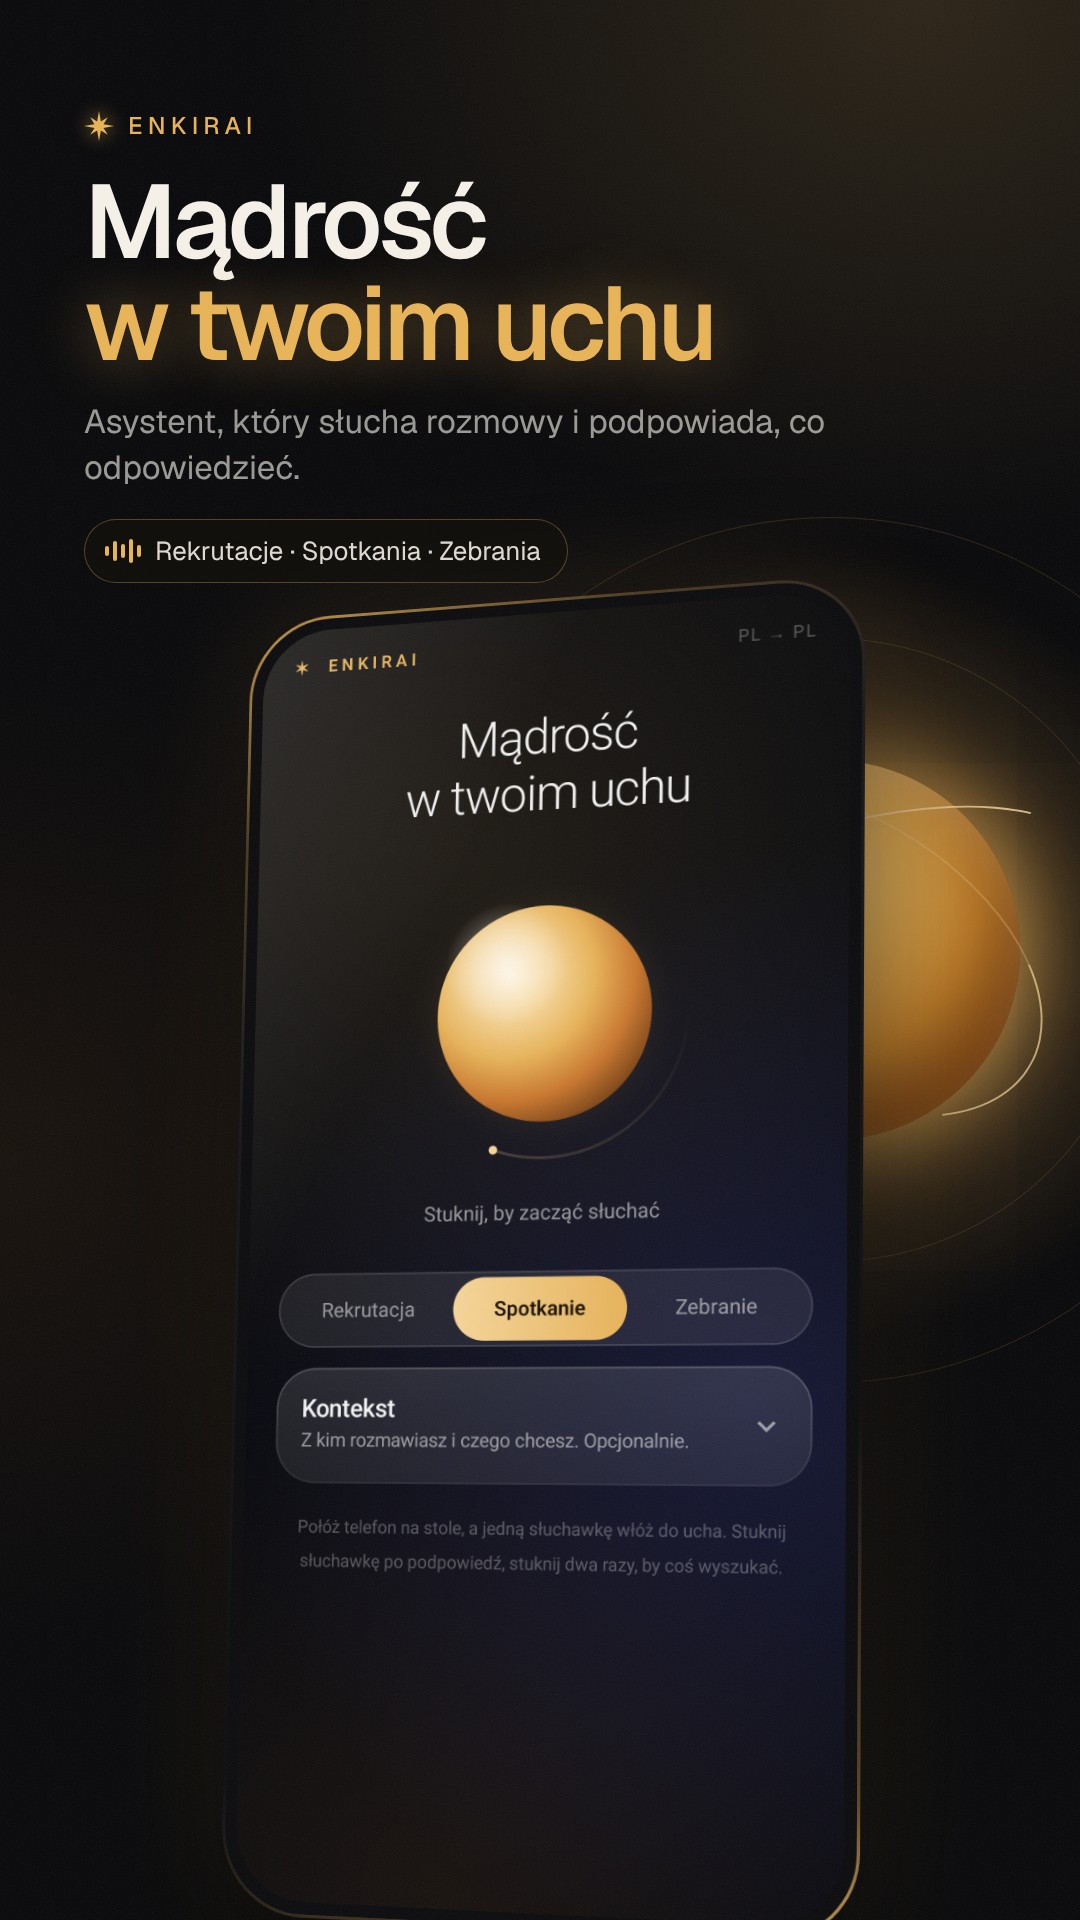 ENKIRAI
Mądrość
w twoim uchu
Asystent, który słucha rozmowy i podpowiada, co
odpowiedzieć.
Rekrutacje · Spotkania · Zebrania
ENKIRAI
PL → PL
Mądrość
w twoim uchu
Stuknij, by zacząć słuchać
Rekrutacja
Spotkanie
Zebranie
Kontekst
Z kim rozmawiasz i czego chcesz. Opcjonalnie.
Połóż telefon na stole, a jedną słuchawkę włóż do ucha. Stuknij
słuchawkę po podpowiedź, stuknij dwa razy, by coś wyszukać.